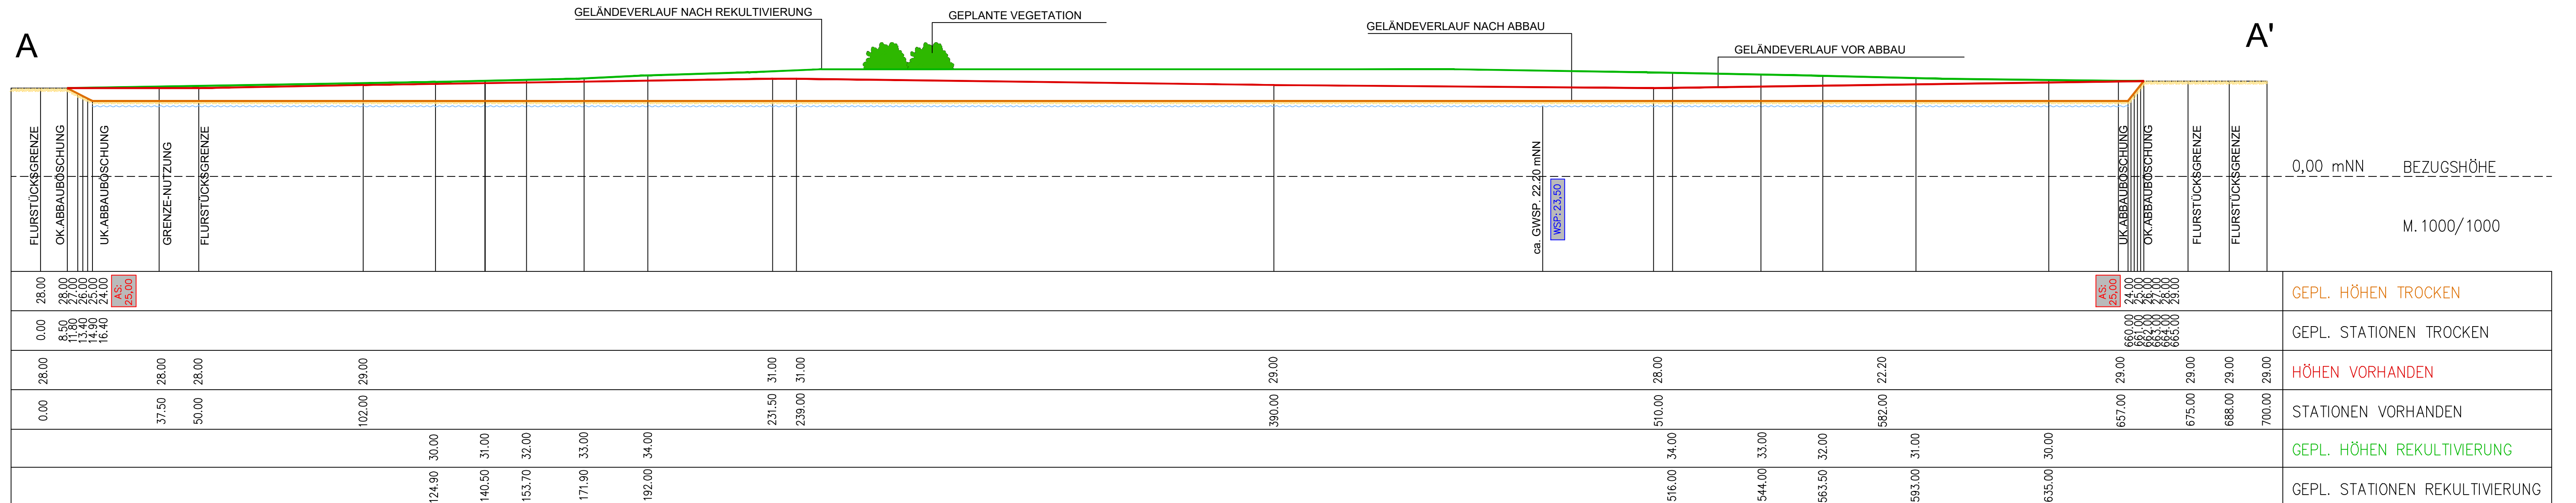 GELÄNDEVERLAUF NACH REKULTIVIERUNG
GEPLANTE VEGETATION
GELÄNDEVERLAUF NACH ABBAU
GELÄNDEVERLAUF VOR ABBAU
A
A'
FLURSTÜCKSGRENZE
OK.ABBAUBÖSCHUNG
UK.ABBAUBÖSCHUNG
GRENZE-NUTZUNG
FLURSTÜCKSGRENZE
ca. GWSP. 22.20 mNN
WSP: 23,50
UK.ABBAUBÖSCHUNG
OK.ABBAUBÖSCHUNG
FLURSTÜCKSGRENZE
FLURSTÜCKSGRENZE
0,00 mNN BEZUGSHÖHE
M. 1000/1000
28.00 28.00 27.00 26.00 25.00 24.00 AS: 25,00 AS: 25,00 24.00 25.00 26.00 27.00 28.00 29.00 GEPL. HÖHEN TROCKEN
0.00 8.50 11.80 13.40 14.90 16.40 660.00 661.00 662.00 663.00 664.00 665.00 GEPL. STATIONEN TROCKEN
28.00 28.00 28.00 29.00 31.00 31.00 29.00 28.00 22.20 29.00 29.00 29.00 29.00 HÖHEN VORHANDEN
0.00 37.50 50.00 102.00 231.50 239.00 390.00 510.00 582.00 657.00 675.00 688.00 700.00 STATIONEN VORHANDEN
30.00 31.00 32.00 33.00 34.00 34.00 33.00 32.00 31.00 30.00 GEPL. HÖHEN REKULTIVIERUNG
124.90 140.50 153.70 171.90 192.00 516.00 544.00 563.50 593.00 635.00 GEPL. STATIONEN REKULTIVIERUNG